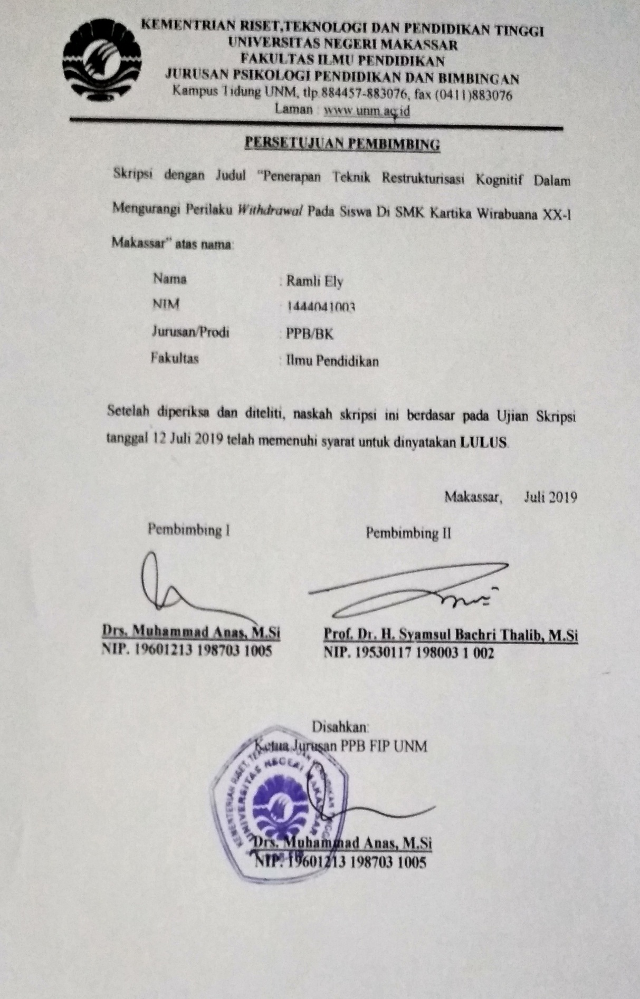 KEMENTRIAN RISET,TEKNOLOGI DAN PENDIDIKAN TINGGI
UNIVERSITAS NEGERI MAKASSAR
FAKULTAS ILMU PENDIDIKAN
JURUSAN PSIKOLOGI PENDIDIKAN DAN BIMBINGAN
Kampus Tidung UNM, tlp.884457-883076, fax (0411)883076
Laman : www.unm.ac.id
PERSETUJUAN PEMBIMBING
Skripsi dengan Judul “Penerapan Teknik Restrukturisasi Kognitif Dalam
Mengurangi Perilaku Withdrawal Pada Siswa Di SMK Kartika Wirabuana XX-I
Makassar” atas nama:
Nama : Ramli Ely
NIM : 1444041003
Jurusan/Prodi : PPB/BK
Fakultas : Ilmu Pendidikan
Setelah diperiksa dan diteliti, naskah skripsi ini berdasar pada Ujian Skripsi
tanggal 12 Juli 2019 telah memenuhi syarat untuk dinyatakan LULUS.
Makassar, Juli 2019
Pembimbing I Pembimbing II
Drs. Muhammad Anas, M.Si Prof. Dr. H. Syamsul Bachri Thalib, M.Si
NIP. 19601213 198703 1005 NIP. 19530117 198003 1 002
Disahkan:
Ketua Jurusan PPB FIP UNM
UNIVERSITAS NEGERI MAKASSAR
Drs. Muhammad Anas, M.Si
NIP. 19601213 198703 1005